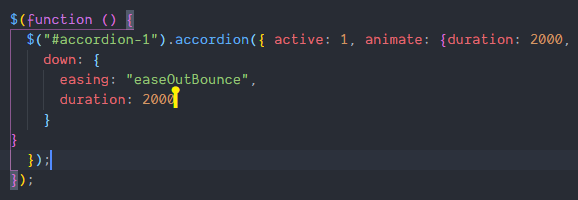 $(function () {
$("#accordion-1").accordion({ active: 1, animate: {duration: 2000,
down: {
easing: "easeOutBounce",
duration: 2000
}
}
});
});